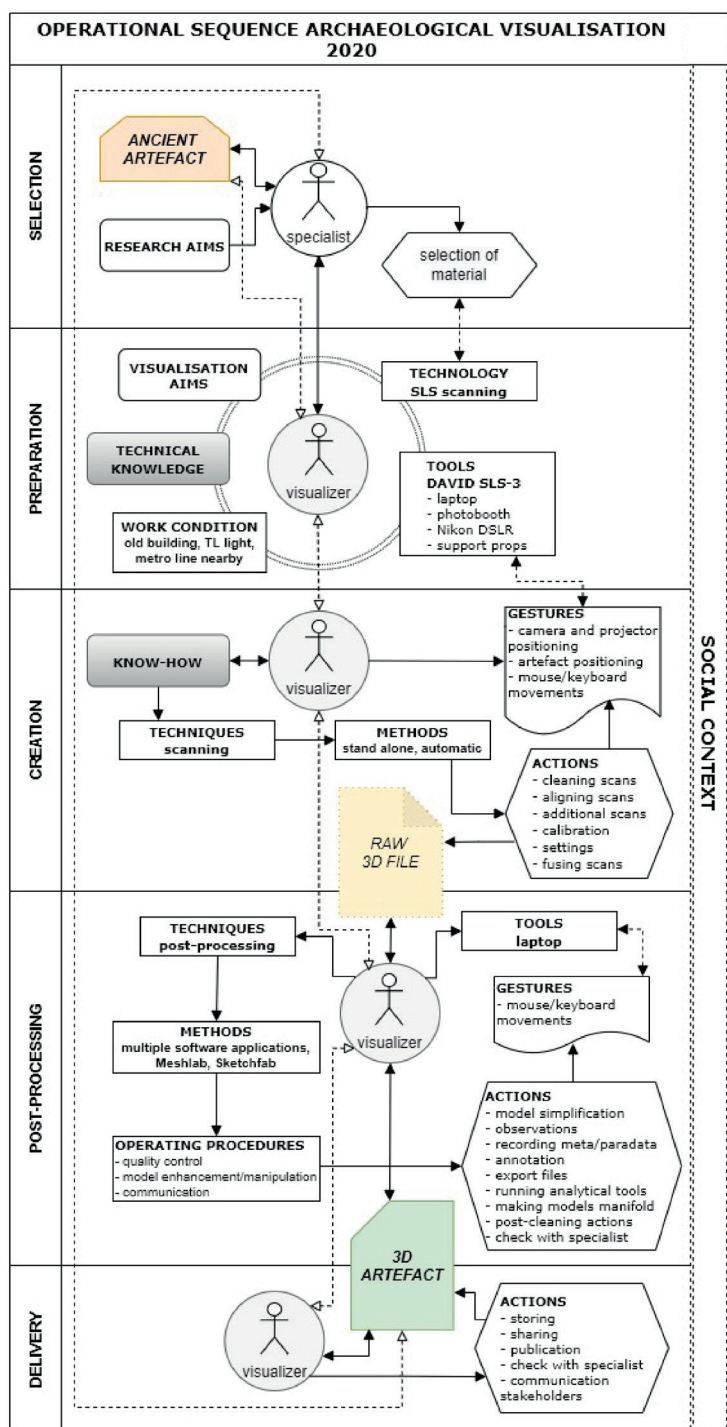 OPERATIONAL SEQUENCE ARCHAEOLOGICAL VISUALISATION
2020
SELECTION
ANCIENT
ARTEFACT
RESEARCH AIMS
specialist
selection of
material
PREPARATION
VISUALISATION
AIMS
TECHNOLOGY
SLS scanning
TECHNICAL
KNOWLEDGE
visualizer
WORK CONDITION
old building, TL light,
metro line nearby
TOOLS
DAVID SLS-3
- laptop
- photobooth
- Nikon DSLR
- support props
CREATION
KNOW-HOW
visualizer
GESTURES
- camera and projector
positioning
- artefact positioning
- mouse/keyboard
movements
TECHNIQUES
scanning
METHODS
stand alone, automatic
ACTIONS
- cleaning scans
- aligning scans
- additional scans
- calibration
- settings
- fusing scans
RAW
3D FILE
POST-PROCESSING
TECHNIQUES
post-processing
TOOLS
laptop
visualizer
GESTURES
- mouse/keyboard
movements
METHODS
multiple software applications,
Meshlab, Sketchfab
OPERATING PROCEDURES
- quality control
- model enhancement/manipulation
- communication
ACTIONS
- model simplification
- observations
- recording meta/paradata
- annotation
- export files
- running analytical tools
- making models manifold
- post-cleaning actions
- check with specialist
3D
ARTEFACT
DELIVERY
visualizer
ACTIONS
- storing
- sharing
- publication
- check with specialist
- communication
stakeholders
SOCIAL CONTEXT